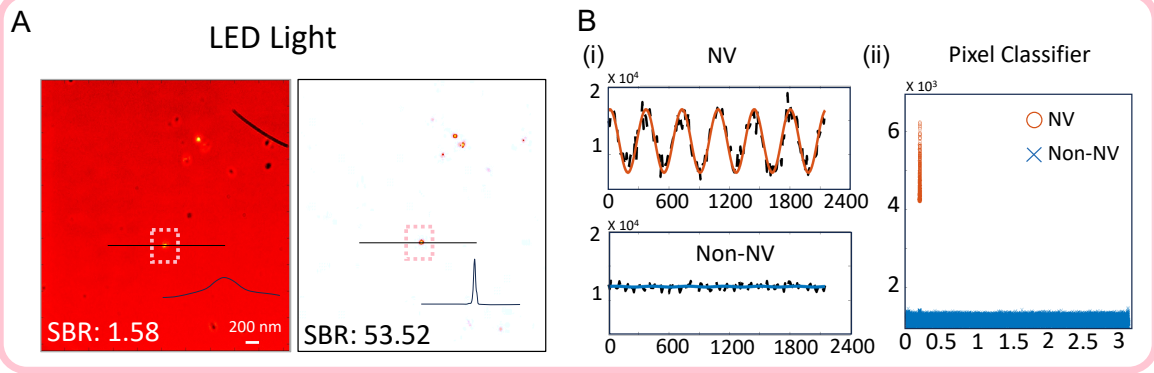 A
LED Light
SBR: 1.58
200 nm
SBR: 53.52
B
(i)
NV
X 10⁴
2
1
0 600 1200 1800 2400
Non-NV
X 10⁴
2
1
0 600 1200 1800 2400
(ii)
Pixel Classifier
X 10³
6
4
2
NV
Non-NV
0 0.5 1 1.5 2 2.5 3